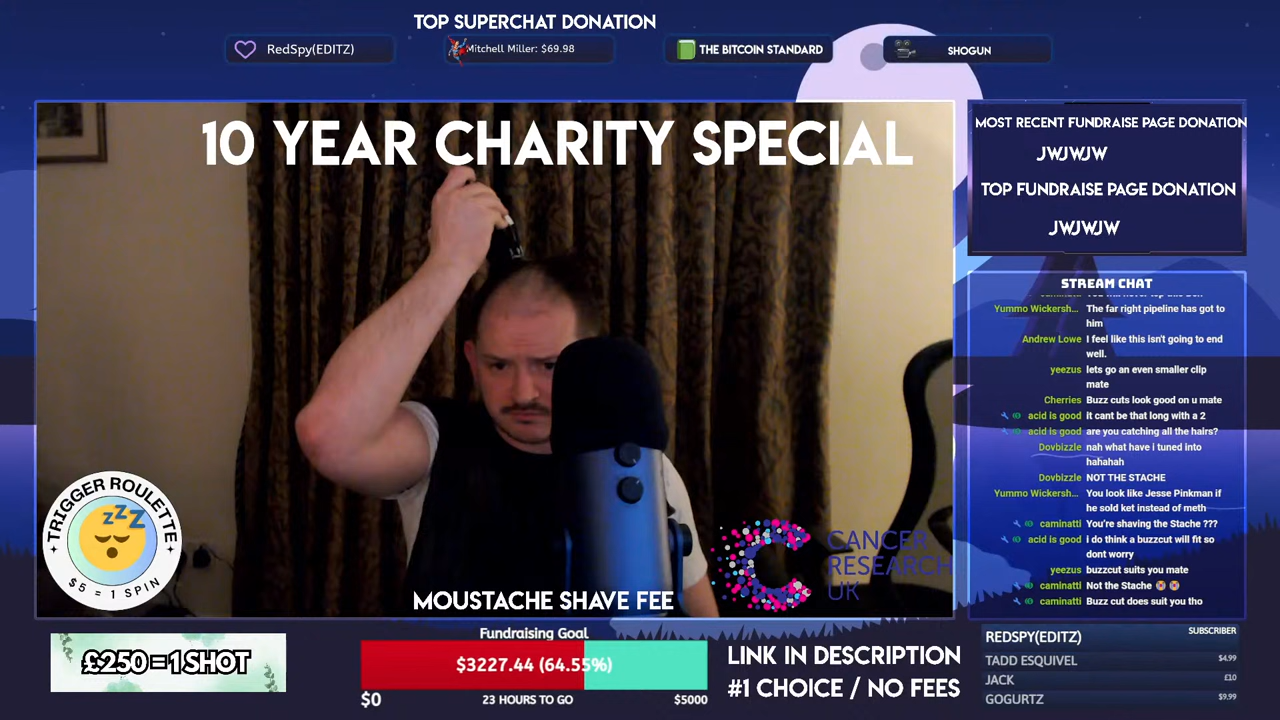 TOP SUPERCHAT DONATION
RedSpy(EDITZ)
Mitchell Miller: $69.98
THE BITCOIN STANDARD
SHOGUN
10 YEAR CHARITY SPECIAL
MOST RECENT FUNDRAISE PAGE DONATION
JWJWJW
TOP FUNDRAISE PAGE DONATION
JWJWJW
STREAM CHAT
Yummo Wickersh... The far right pipeline has got to
him
Andrew Lowe I feel like this isn't going to end
well.
yeezus lets go an even smaller clip
mate
Cherries Buzz cuts look good on u mate
acid is good It cant be that long with a 2
acid is good are you catching all the hairs?
Dovbizzle nah what have i tuned into
hahahah
Dovbizzle NOT THE STACHE
Yummo Wickersh... You look like Jesse Pinkman if
he sold ket instead of meth
caminatti You're shaving the Stache ???
acid is good i do think a buzzcut will fit so
dont worry
yeezus buzzcut suits you mate
caminatti Not the Stache
caminatti Buzz cut does suit you tho
TRIGGER ROULETTE
zzz
$5 = 1 SPIN
CANCER
RESEARCH
UK
MOUSTACHE SHAVE FEE
£250 = 1 SHOT
Fundraising Goal
$3227.44 (64.55%)
$0
23 HOURS TO GO
$5000
LINK IN DESCRIPTION
#1 CHOICE / NO FEES
REDSPY(EDITZ) SUBSCRIBER
TADD ESQUIVEL $4.99
JACK £10
GOGURTZ $9.99